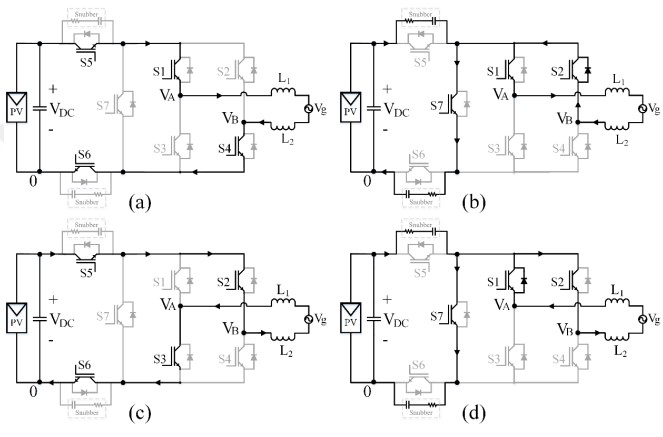 Snubber
S5
S1
S2
L1
PV
+
VDC
-
S7
VA
VB
Vg
L2
S3
S4
S6
0
Snubber
(a)
Snubber
S5
S1
S2
L1
PV
+
VDC
-
S7
VA
VB
Vg
L2
S3
S4
S6
0
Snubber
(b)
Snubber
S5
S1
S2
L1
PV
+
VDC
-
S7
VA
VB
Vg
L2
S3
S4
S6
0
Snubber
(c)
Snubber
S5
S1
S2
L1
PV
+
VDC
-
S7
VA
VB
Vg
L2
S3
S4
S6
0
Snubber
(d)